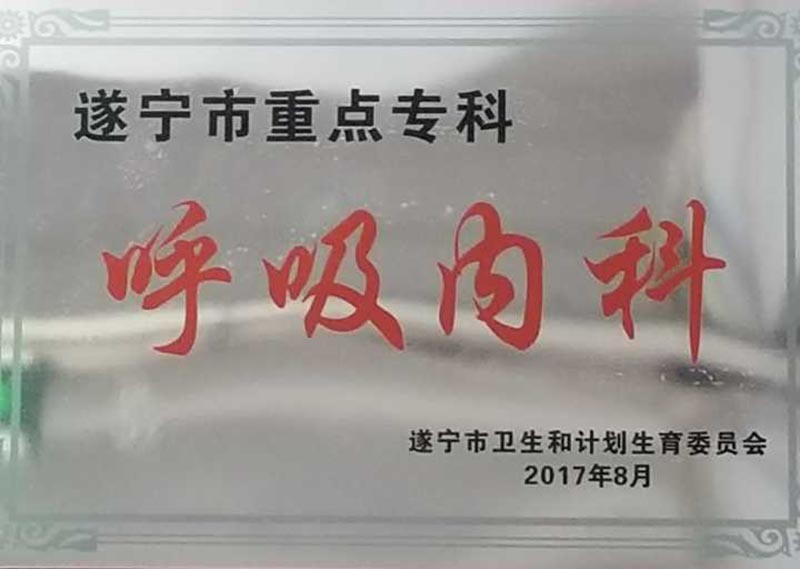 遂宁市重点专科
呼吸内科
遂宁市卫生和计划生育委员会
2017年8月